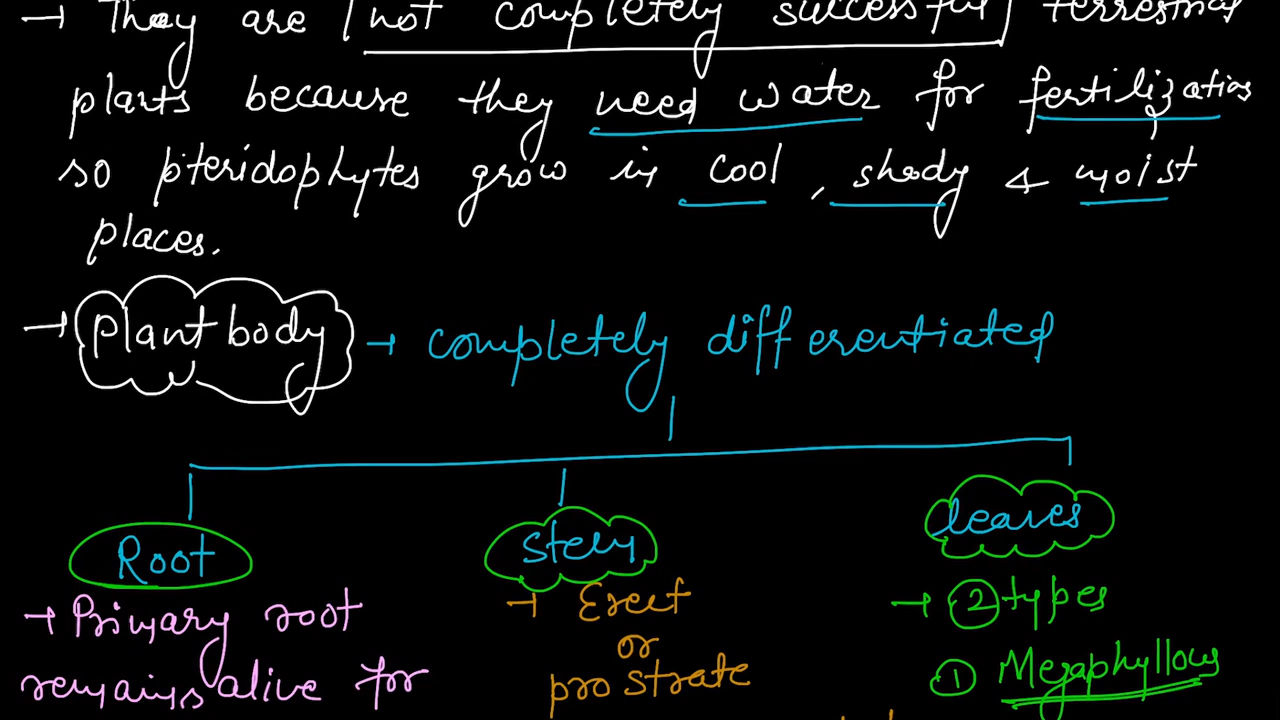 → They are not completely successful terrestrial
plants because they need water for fertilization
so pteridophytes grow in cool, shady & moist
places.
→ Plant body → completely differentiated
Root
Stem
leaves
→ Primary root
remains alive for
→ Erect
or
prostrate
→ 2 types
① Megaphyllous